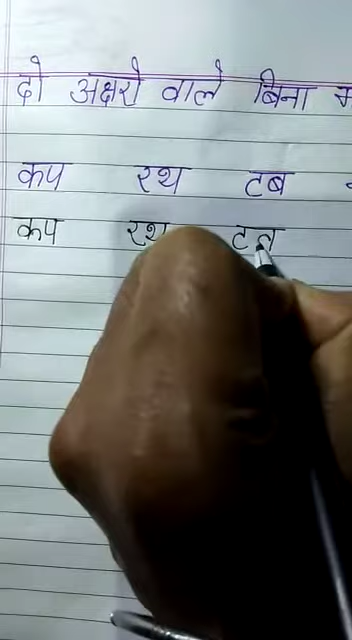 दो अक्षरो वाले बिना
कप रथ टब
कप रथ